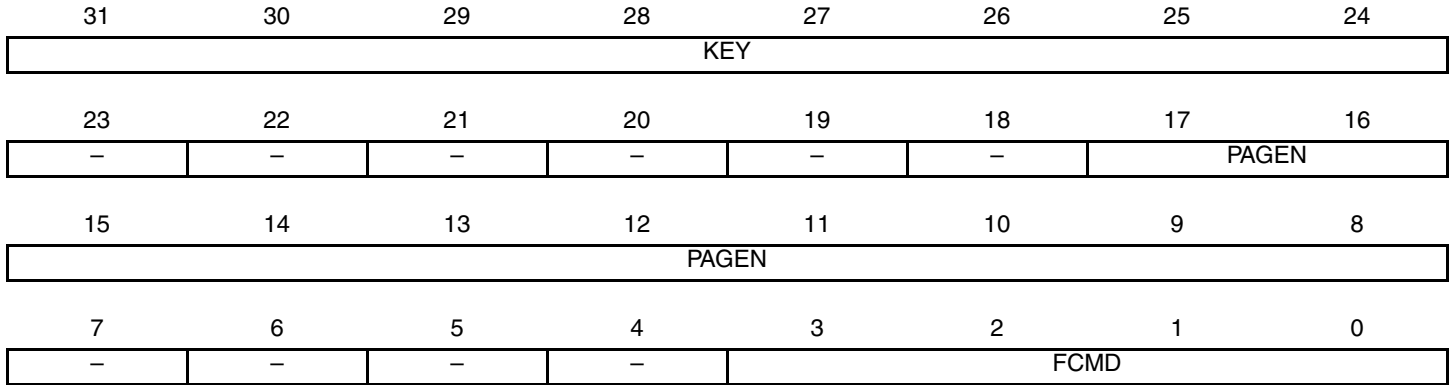 31 30 29 28 27 26 25 24
KEY
23 22 21 20 19 18 17 16
– – – – – – PAGEN
15 14 13 12 11 10 9 8
PAGEN
7 6 5 4 3 2 1 0
– – – – FCMD